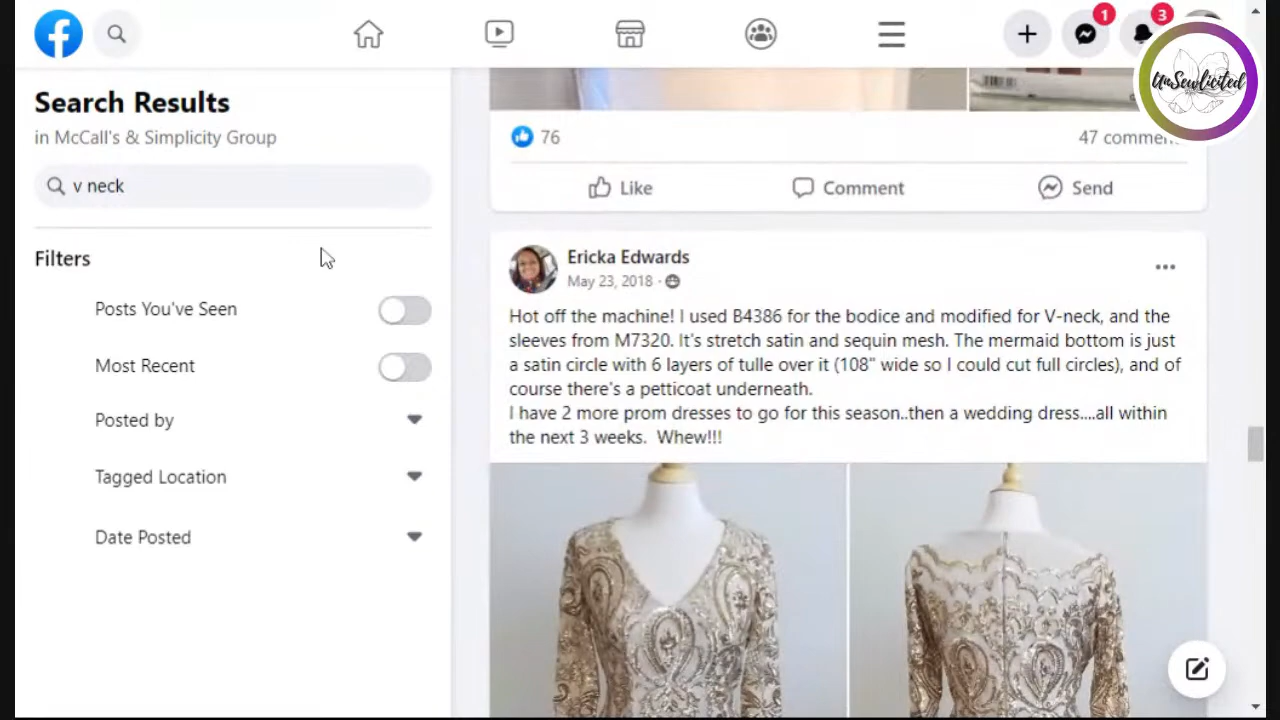 1
3
UnSewlicited
Search Results
in McCall's & Simplicity Group
v neck
Filters
Posts You've Seen
Most Recent
Posted by
Tagged Location
Date Posted
76
47 commen
Like
Comment
Send
Ericka Edwards
May 23, 2018 ·
Hot off the machine! I used B4386 for the bodice and modified for V-neck, and the
sleeves from M7320. It's stretch satin and sequin mesh. The mermaid bottom is just
a satin circle with 6 layers of tulle over it (108" wide so I could cut full circles), and of
course there's a petticoat underneath.
I have 2 more prom dresses to go for this season..then a wedding dress....all within
the next 3 weeks.  Whew!!!